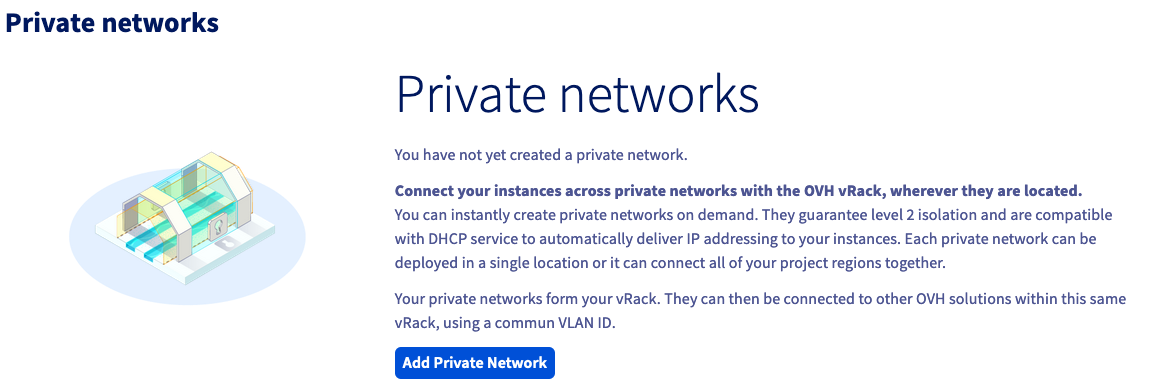 Private networks
Private networks
You have not yet created a private network.
Connect your instances across private networks with the OVH vRack, wherever they are located.
You can instantly create private networks on demand. They guarantee level 2 isolation and are compatible
with DHCP service to automatically deliver IP addressing to your instances. Each private network can be
deployed in a single location or it can connect all of your project regions together.
Your private networks form your vRack. They can then be connected to other OVH solutions within this same
vRack, using a commun VLAN ID.
Add Private Network